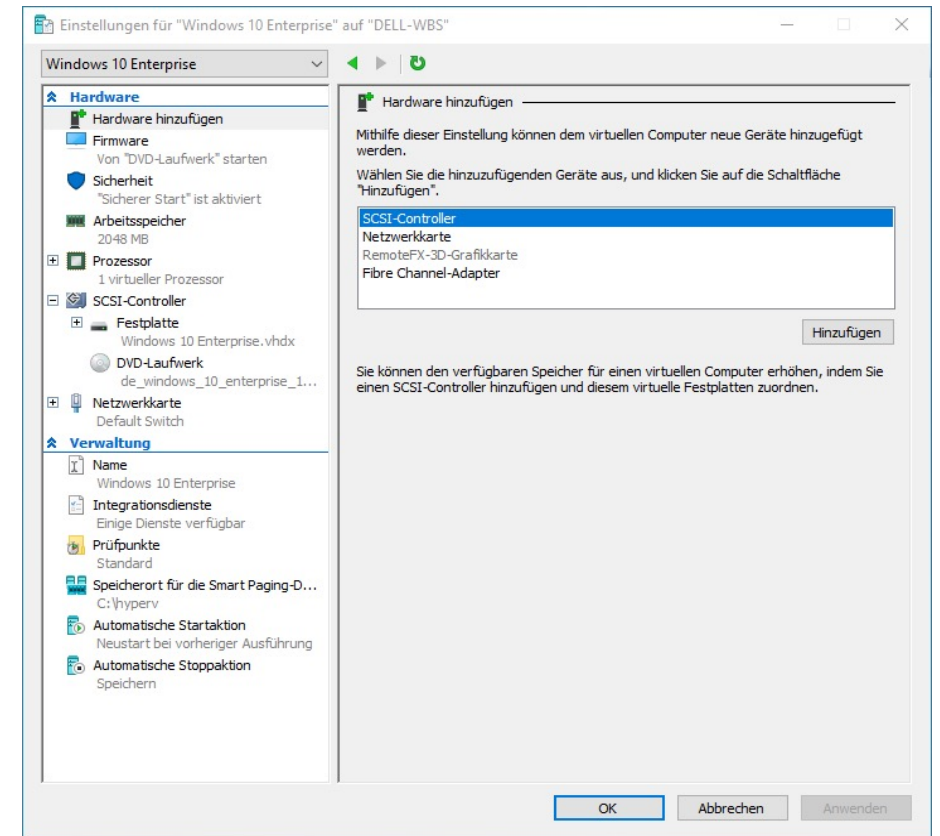 Einstellungen für "Windows 10 Enterprise" auf "DELL-WBS"
Windows 10 Enterprise
Hardware
Hardware hinzufügen
Firmware
Von "DVD-Laufwerk" starten
Sicherheit
"Sicherer Start" ist aktiviert
Arbeitsspeicher
2048 MB
Prozessor
1 virtueller Prozessor
SCSI-Controller
Festplatte
Windows 10 Enterprise.vhdx
DVD-Laufwerk
de_windows_10_enterprise_1...
Netzwerkkarte
Default Switch
Verwaltung
Name
Windows 10 Enterprise
Integrationsdienste
Einige Dienste verfügbar
Prüfpunkte
Standard
Speicherort für die Smart Paging-D...
C:\hyperv
Automatische Startaktion
Neustart bei vorheriger Ausführung
Automatische Stoppaktion
Speichern
Hardware hinzufügen
Mithilfe dieser Einstellung können dem virtuellen Computer neue Geräte hinzugefügt
werden.
Wählen Sie die hinzuzufügenden Geräte aus, und klicken Sie auf die Schaltfläche
"Hinzufügen".
SCSI-Controller
Netzwerkkarte
RemoteFX-3D-Grafikkarte
Fibre Channel-Adapter
Hinzufügen
Sie können den verfügbaren Speicher für einen virtuellen Computer erhöhen, indem Sie
einen SCSI-Controller hinzufügen und diesem virtuelle Festplatten zuordnen.
OK
Abbrechen
Anwenden